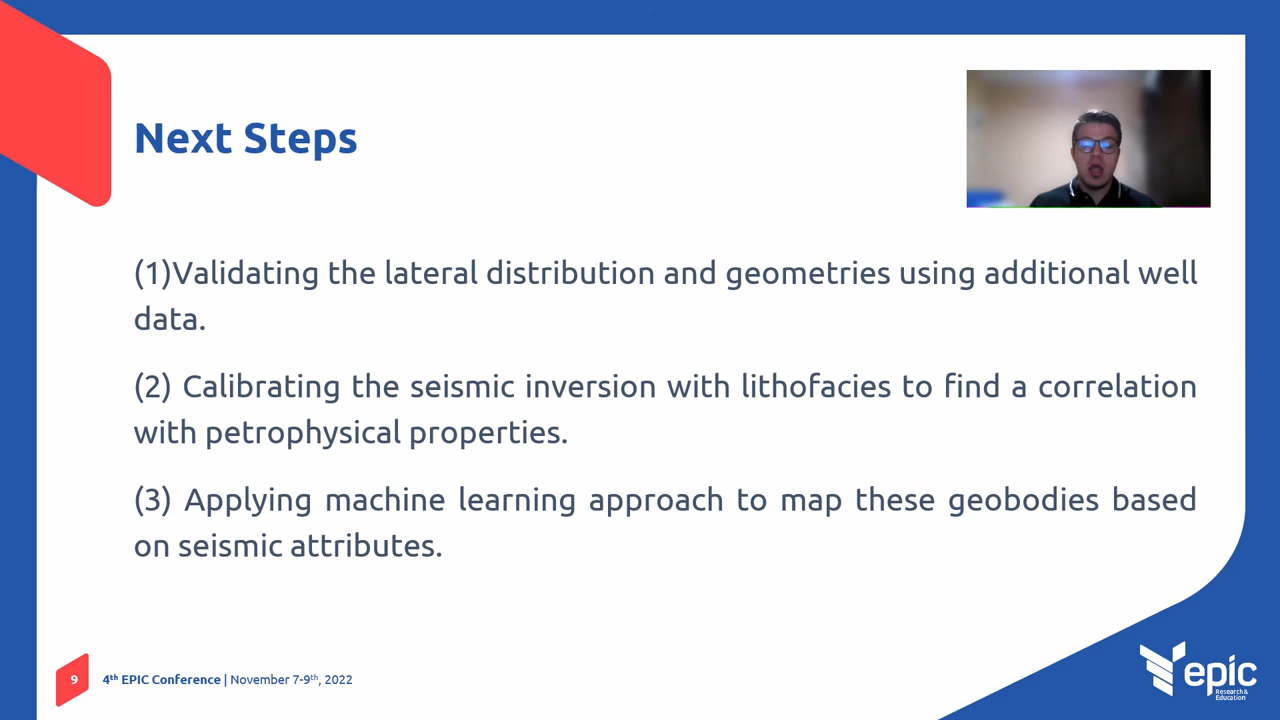 Next Steps
(1)Validating the lateral distribution and geometries using additional well
data.
(2) Calibrating the seismic inversion with lithofacies to find a correlation
with petrophysical properties.
(3) Applying machine learning approach to map these geobodies based
on seismic attributes.
9
4th EPIC Conference | November 7-9th, 2022
epic
Research &
Education